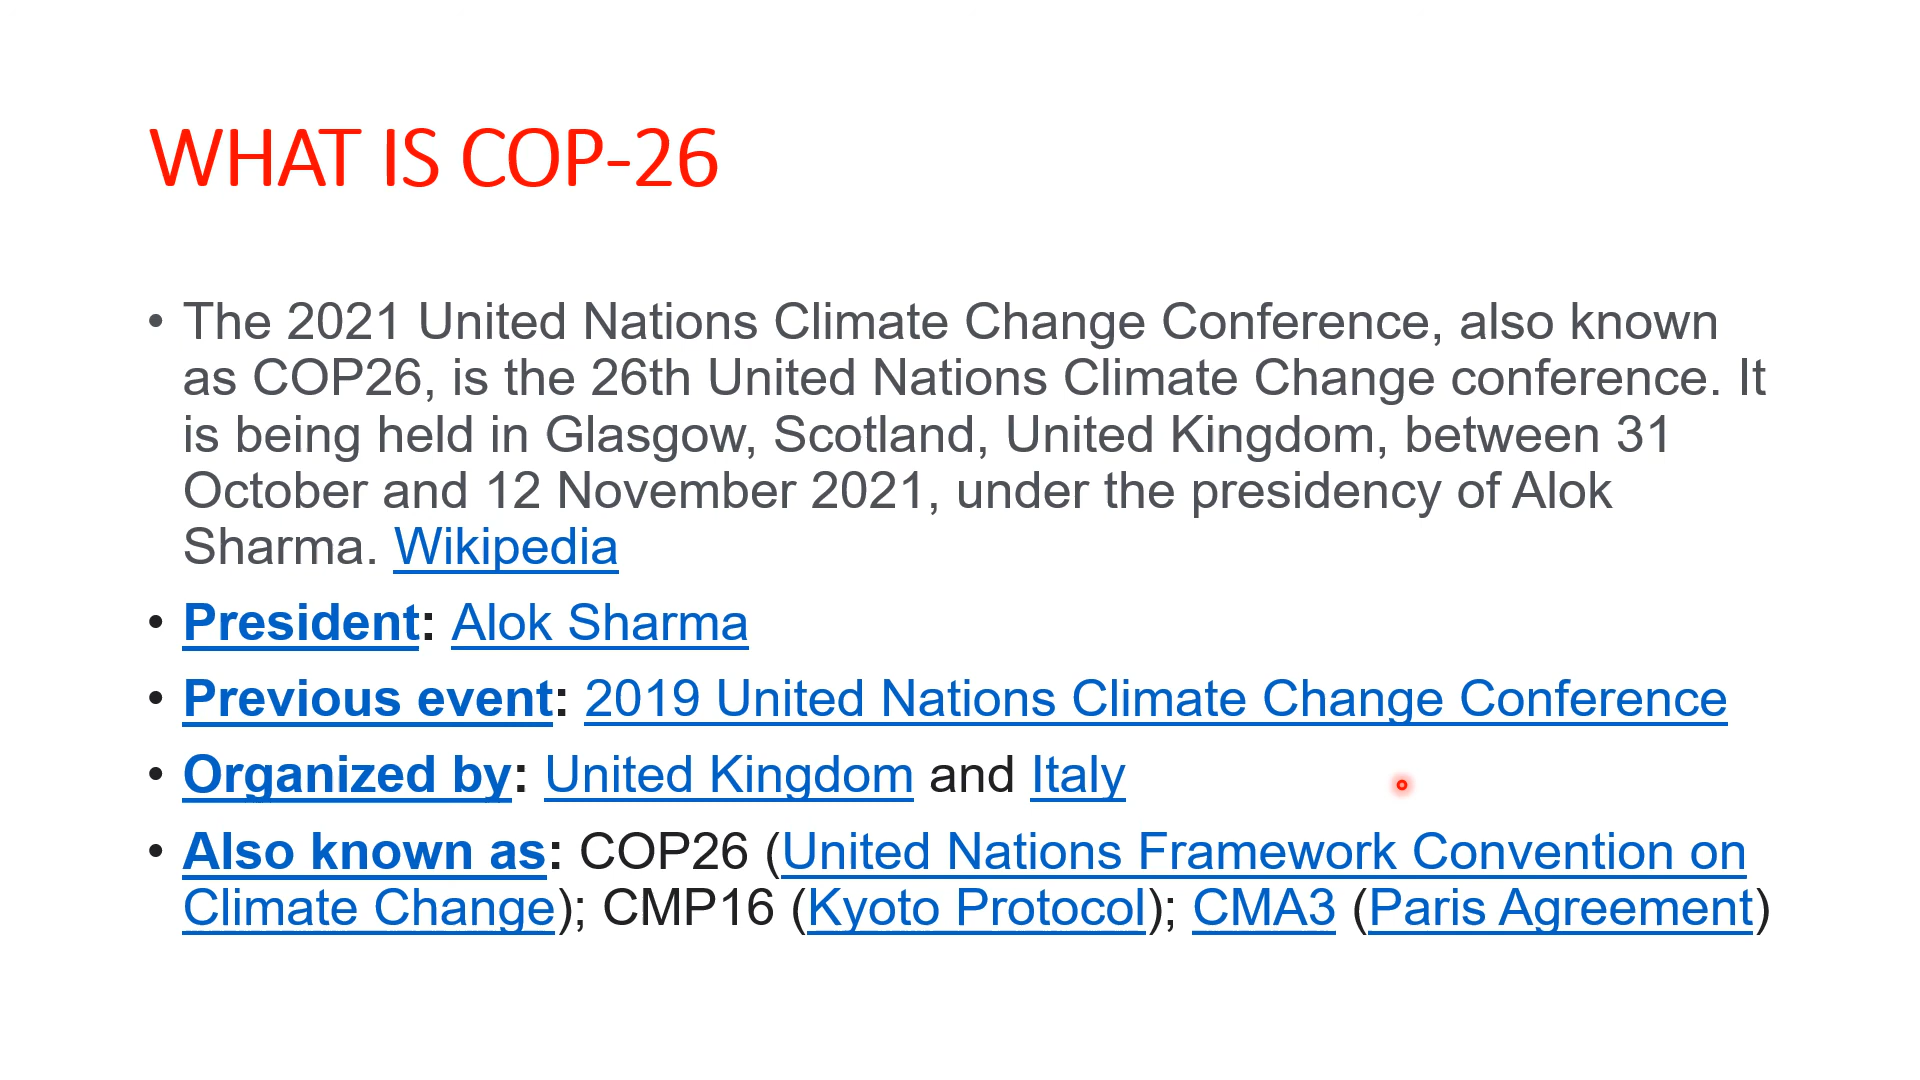 WHAT IS COP-26
• The 2021 United Nations Climate Change Conference, also known
as COP26, is the 26th United Nations Climate Change conference. It
is being held in Glasgow, Scotland, United Kingdom, between 31
October and 12 November 2021, under the presidency of Alok
Sharma. Wikipedia
• President: Alok Sharma
• Previous event: 2019 United Nations Climate Change Conference
• Organized by: United Kingdom and Italy
• Also known as: COP26 (United Nations Framework Convention on
Climate Change); CMP16 (Kyoto Protocol); CMA3 (Paris Agreement)